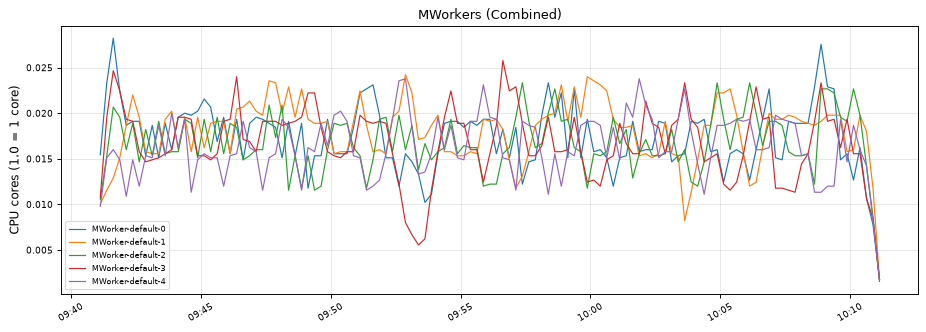 MWorkers (Combined)
CPU cores (1.0 = 1 core)
0.025
0.020
0.015
0.010
0.005
MWorker-default-0
MWorker-default-1
MWorker-default-2
MWorker-default-3
MWorker-default-4
09:40
09:45
09:50
09:55
10:00
10:05
10:10